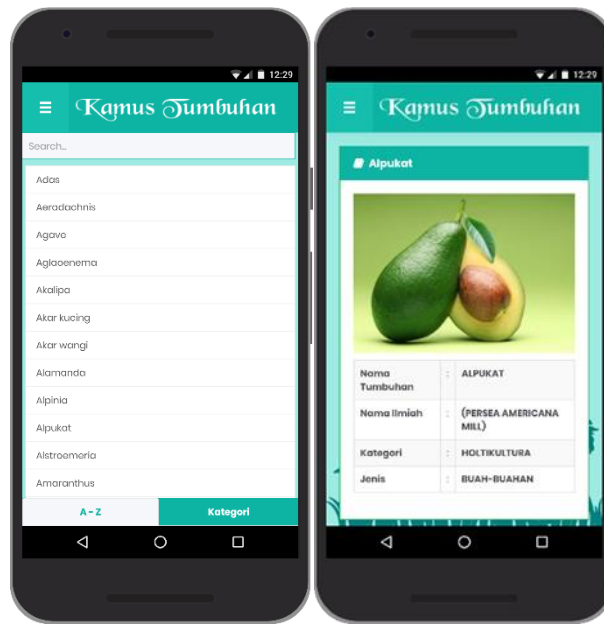 12:29
Kamus Tumbuhan
Search...
Adas
Aeradachnis
Agave
Aglaoenema
Akalipa
Akar kucing
Akar wangi
Alamanda
Alpinia
Alpukat
Alstroemeria
Amaranthus
A - Z
Kategori
12:29
Kamus Tumbuhan
Alpukat
Nama Tumbuhan : ALPUKAT
Nama Ilmiah : (PERSEA AMERICANA MILL)
Kategori : HOLTIKULTURA
Jenis : BUAH-BUAHAN